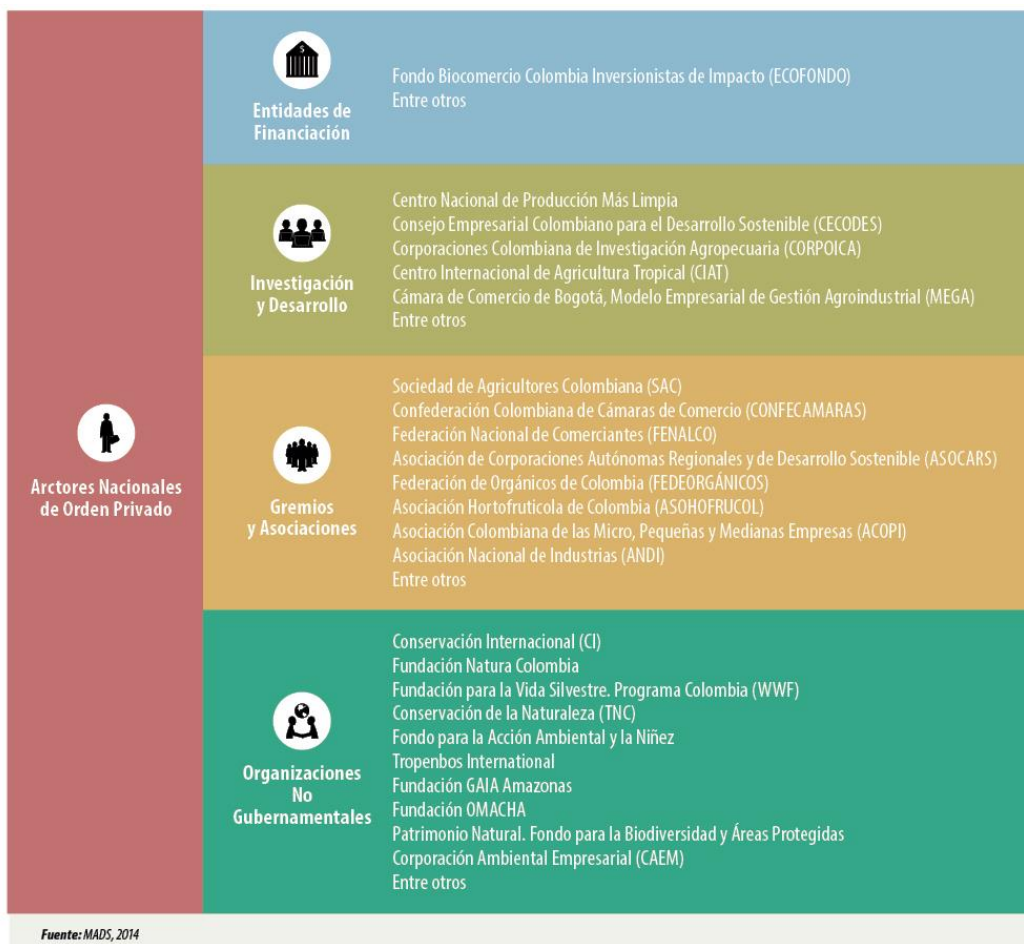 Arctores Nacionales
de Orden Privado
Entidades de
Financiación
Fondo Biocomercio Colombia Inversionistas de Impacto (ECOFONDO)
Entre otros
Investigación
y Desarrollo
Centro Nacional de Producción Más Limpia
Consejo Empresarial Colombiano para el Desarrollo Sostenible (CECODES)
Corporaciones Colombiana de Investigación Agropecuaria (CORPOICA)
Centro Internacional de Agricultura Tropical (CIAT)
Cámara de Comercio de Bogotá, Modelo Empresarial de Gestión Agroindustrial (MEGA)
Entre otros
Gremios
y Asociaciones
Sociedad de Agricultores Colombiana (SAC)
Confederación Colombiana de Cámaras de Comercio (CONFECAMARAS)
Federación Nacional de Comerciantes (FENALCO)
Asociación de Corporaciones Autónomas Regionales y de Desarrollo Sostenible (ASOCARS)
Federación de Orgánicos de Colombia (FEDEORGÁNICOS)
Asociación Hortofruticola de Colombia (ASOHOFRUCOL)
Asociación Colombiana de las Micro, Pequeñas y Medianas Empresas (ACOPI)
Asociación Nacional de Industrias (ANDI)
Entre otros
Organizaciones
No
Gubernamentales
Conservación Internacional (CI)
Fundación Natura Colombia
Fundación para la Vida Silvestre. Programa Colombia (WWF)
Conservación de la Naturaleza (TNC)
Fondo para la Acción Ambiental y la Niñez
Tropenbos International
Fundación GAIA Amazonas
Fundación OMACHA
Patrimonio Natural. Fondo para la Biodiversidad y Áreas Protegidas
Corporación Ambiental Empresarial (CAEM)
Entre otros
Fuente: MADS, 2014